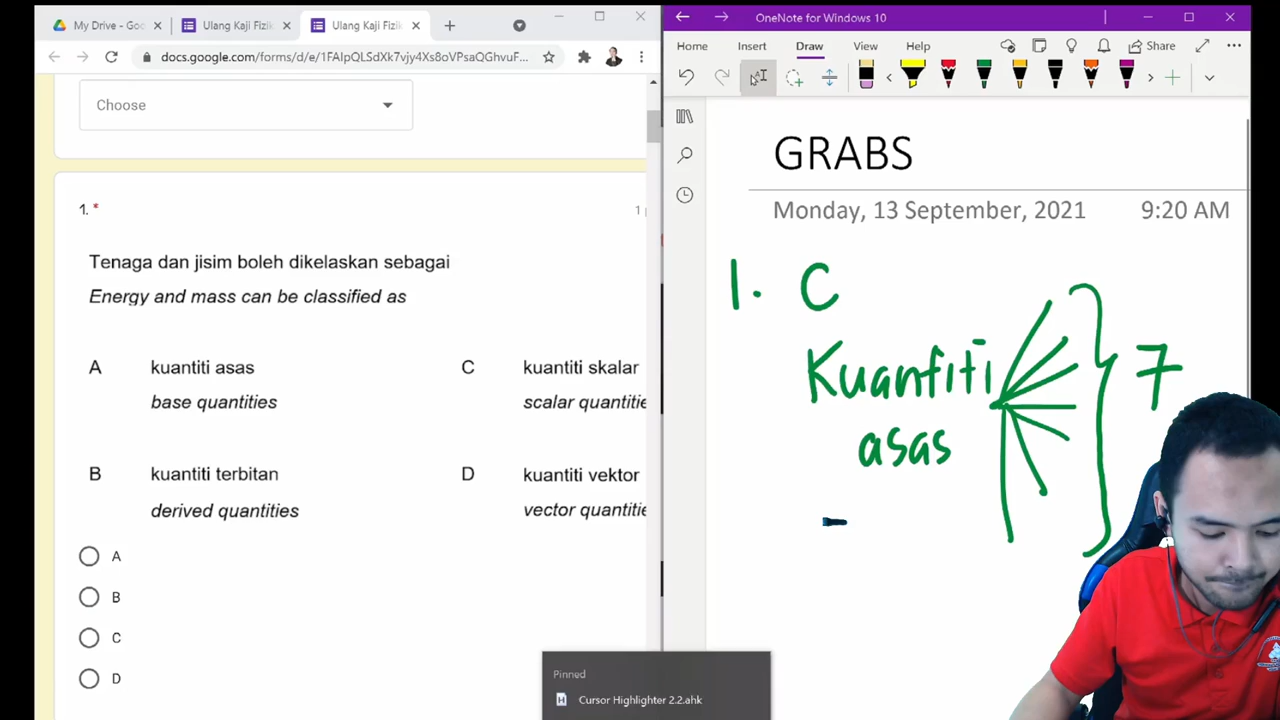 My Drive - Goo
Ulang Kaji Fizik
Ulang Kaji Fizik
docs.google.com/forms/d/e/1FAIpQLSdXk7vjy4Xs8oVPsaQGhvuF...
Choose
1. *
1 p
Tenaga dan jisim boleh dikelaskan sebagai
Energy and mass can be classified as
A kuantiti asas
base quantities
C kuantiti skalar
scalar quantitie
B kuantiti terbitan
derived quantities
D kuantiti vektor
vector quantitie
A
B
C
D
Pinned
Cursor Highlighter 2.2.ahk
OneNote for Windows 10
Home Insert Draw View Help Share
GRABS
Monday, 13 September, 2021 9:20 AM
1. C
Kuantiti
asas
7